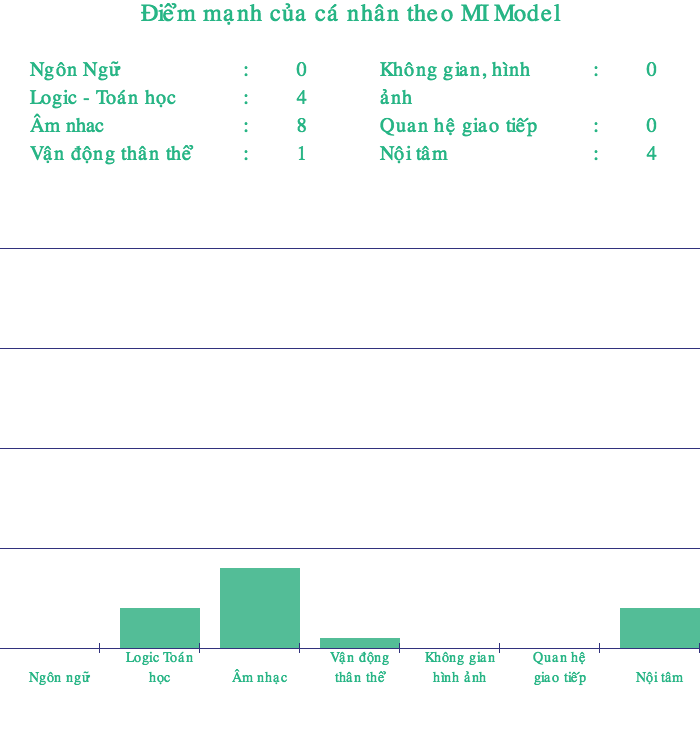 Điểm mạnh của cá nhân theo MI Model
Ngôn Ngữ : 0
Logic - Toán học : 4
Âm nhac : 8
Vận động thân thể : 1
Không gian, hình : 0
ảnh
Quan hệ giao tiếp : 0
Nội tâm : 4
Ngôn ngữ
Logic Toán
học
Âm nhạc
Vận động
thân thể
Không gian
hình ảnh
Quan hệ
giao tiếp
Nội tâm